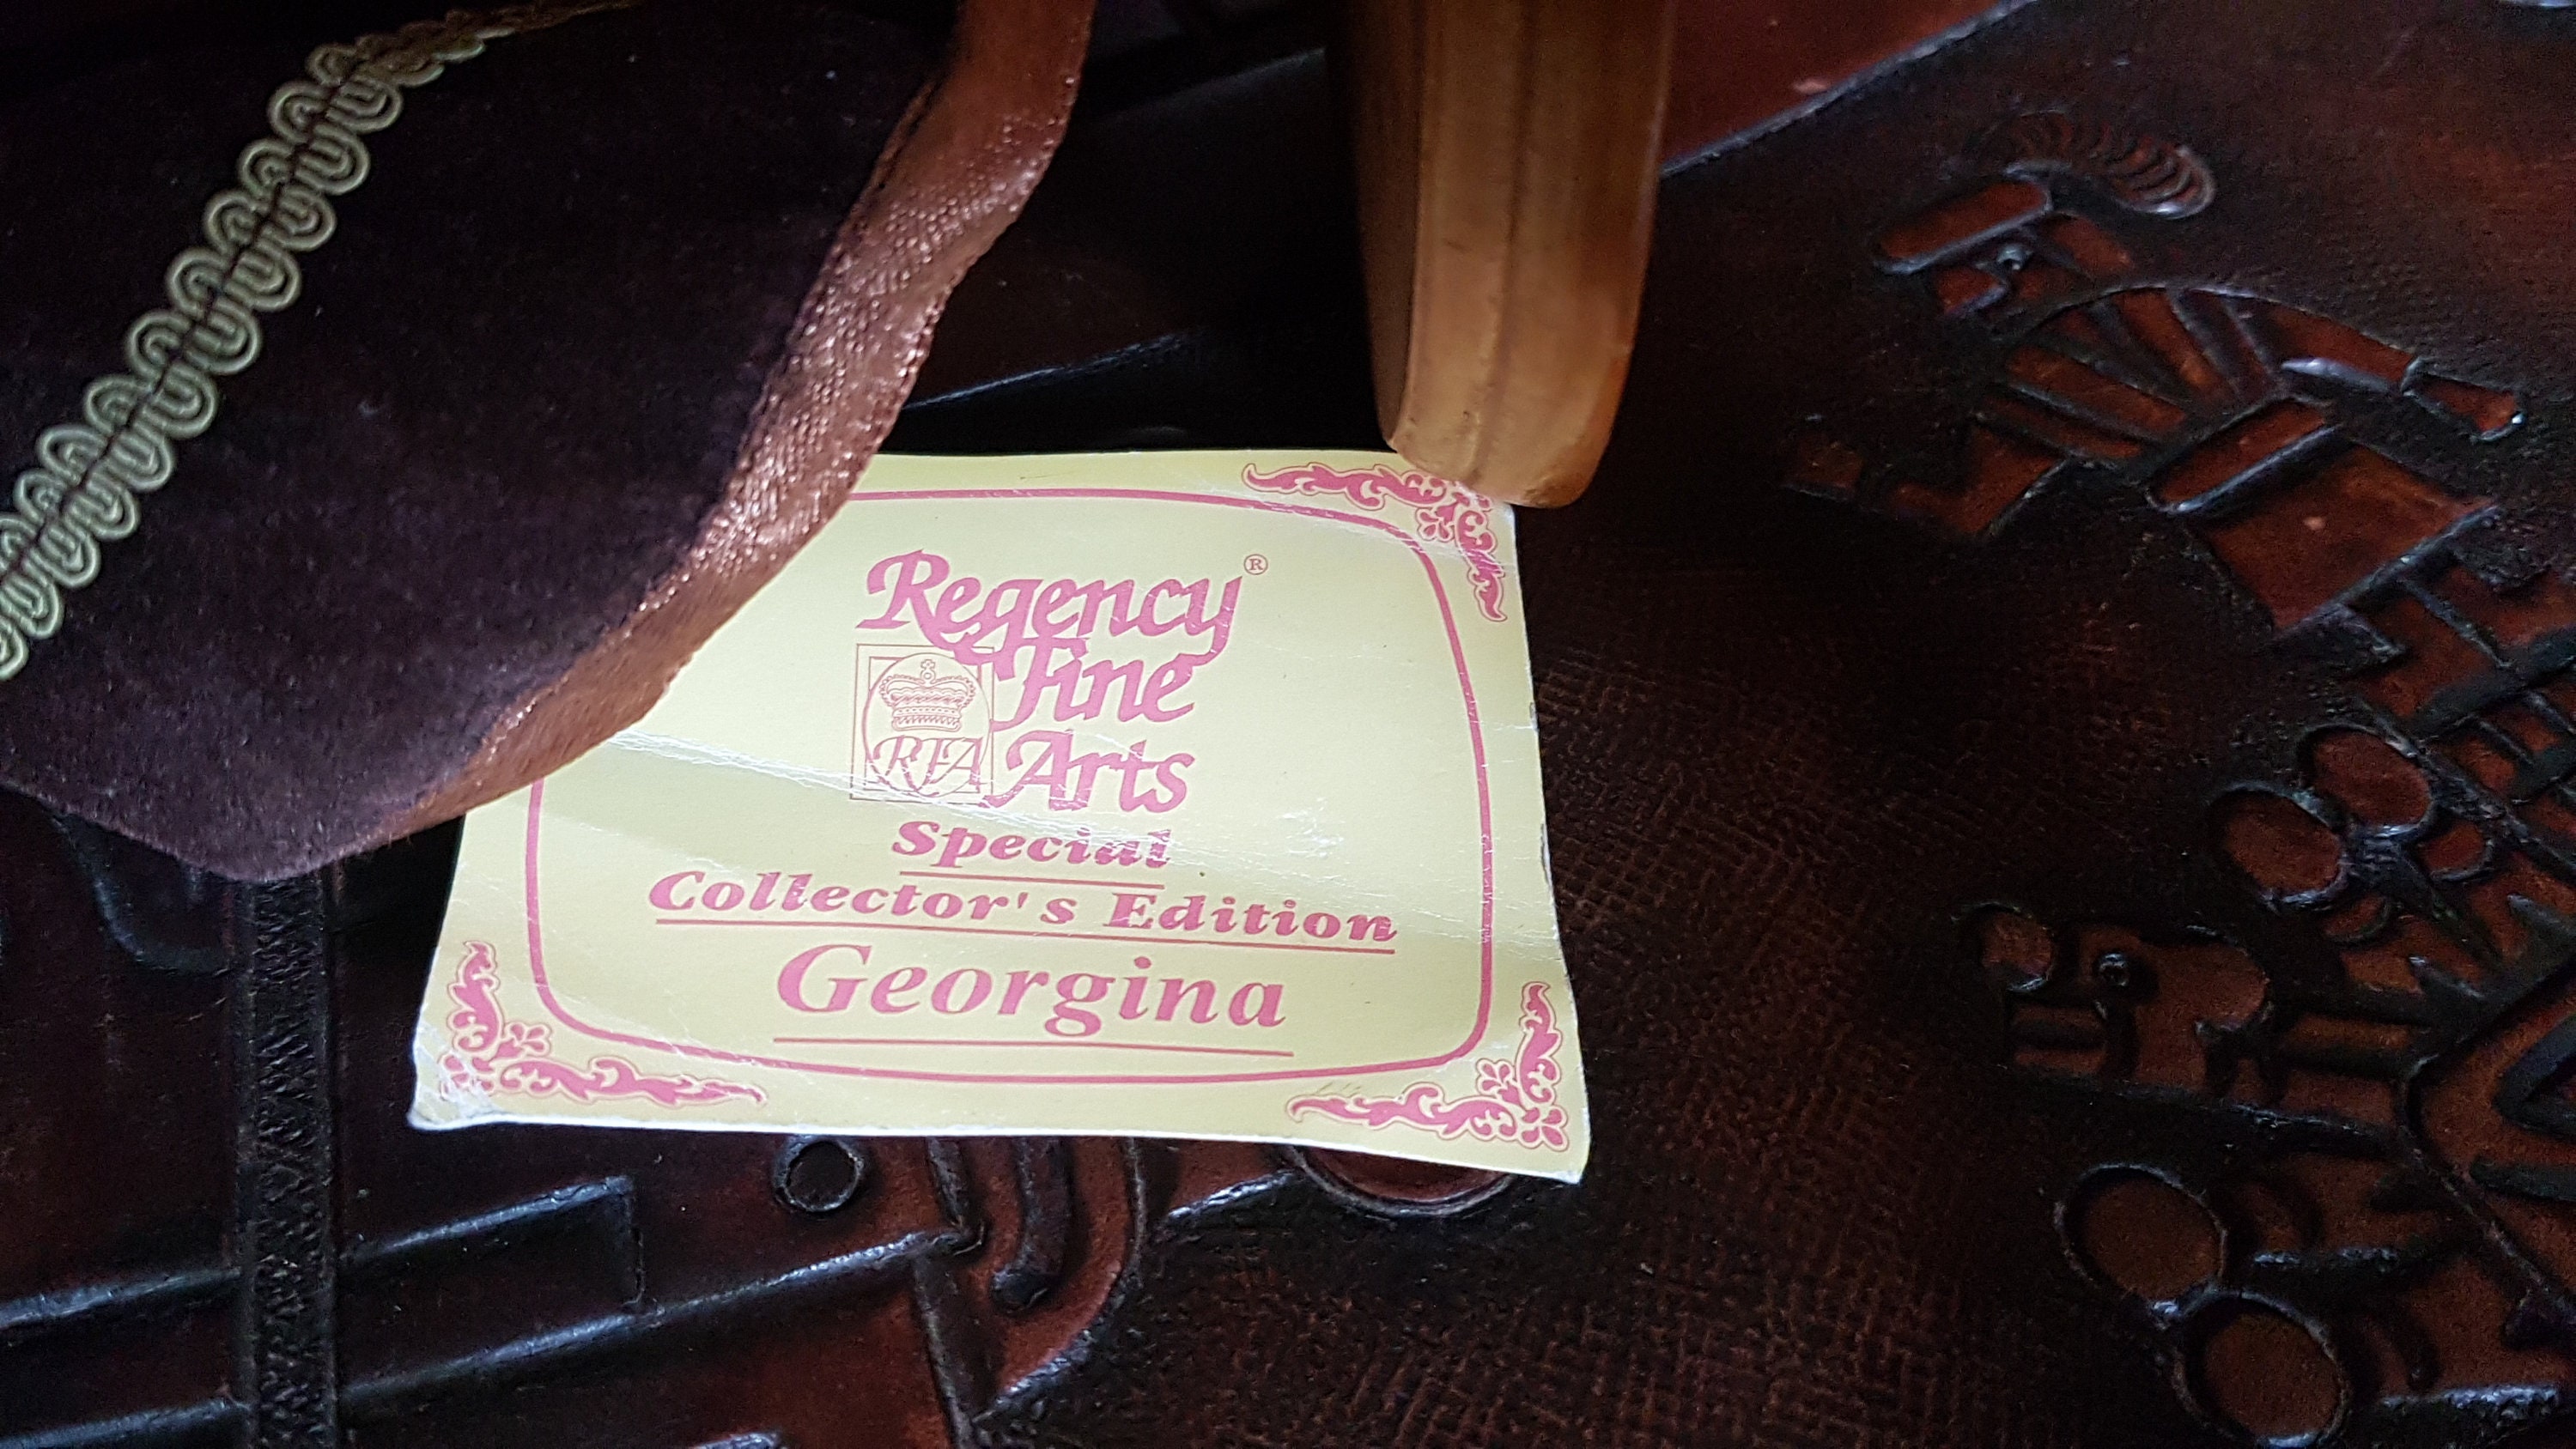 Regency®
Fine
RFA Arts
Special
Collector's Edition
Georgina